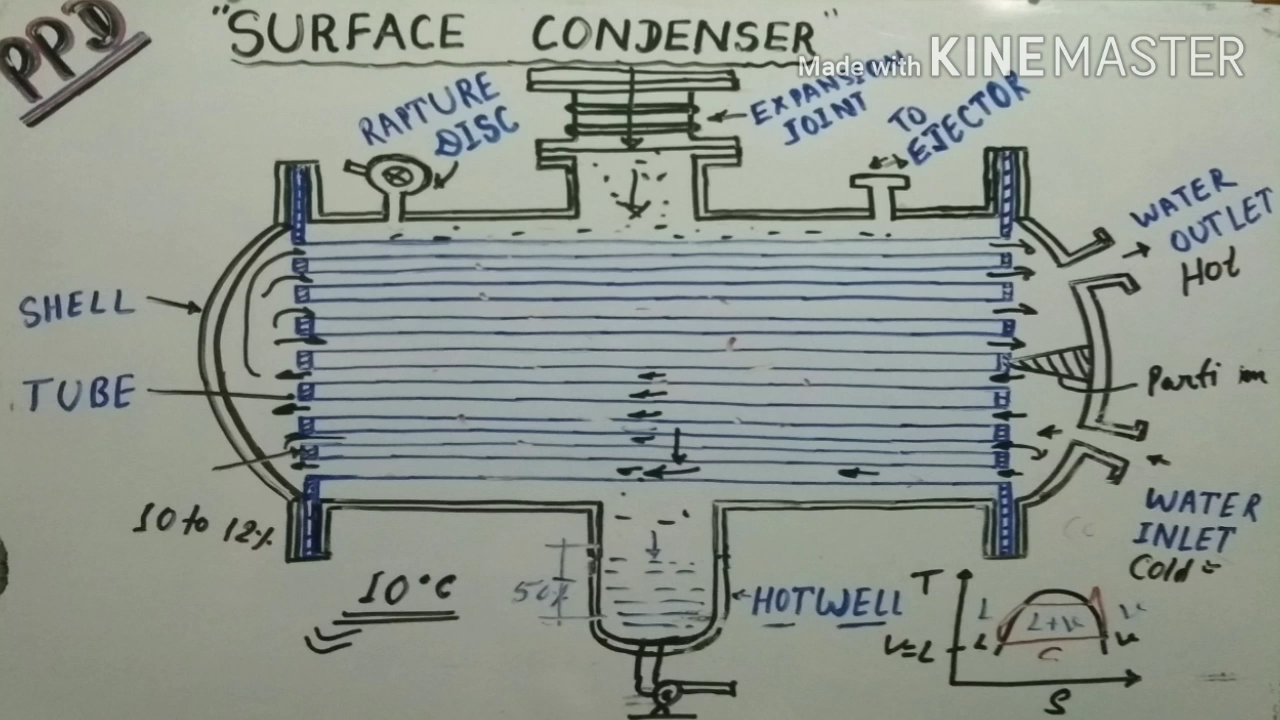 PPD
"SURFACE CONDENSER"
Made with KINEMASTER
RAPTURE
DISC
EXPANSION
JOINT
TO
EJECTOR
WATER
OUTLET
Hot
SHELL
TUBE
Parti
10 to 12%
10°C
50%
HOTWELL
WATER
INLET
Cold =
T
L
L+V
L
V
V=L
C
S